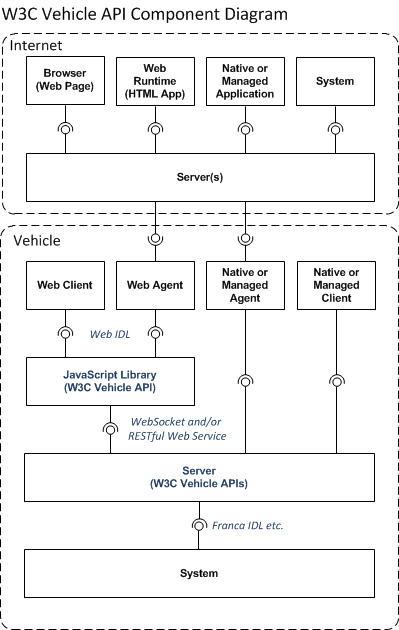 W3C Vehicle API Component Diagram
Internet
Browser
(Web Page)
Web
Runtime
(HTML App)
Native or
Managed
Application
System
Server(s)
Vehicle
Web Client
Web Agent
Native or
Managed
Agent
Native or
Managed
Client
Web IDL
JavaScript Library
(W3C Vehicle API)
WebSocket and/or
RESTful Web Service
Server
(W3C Vehicle APIs)
Franca IDL etc.
System